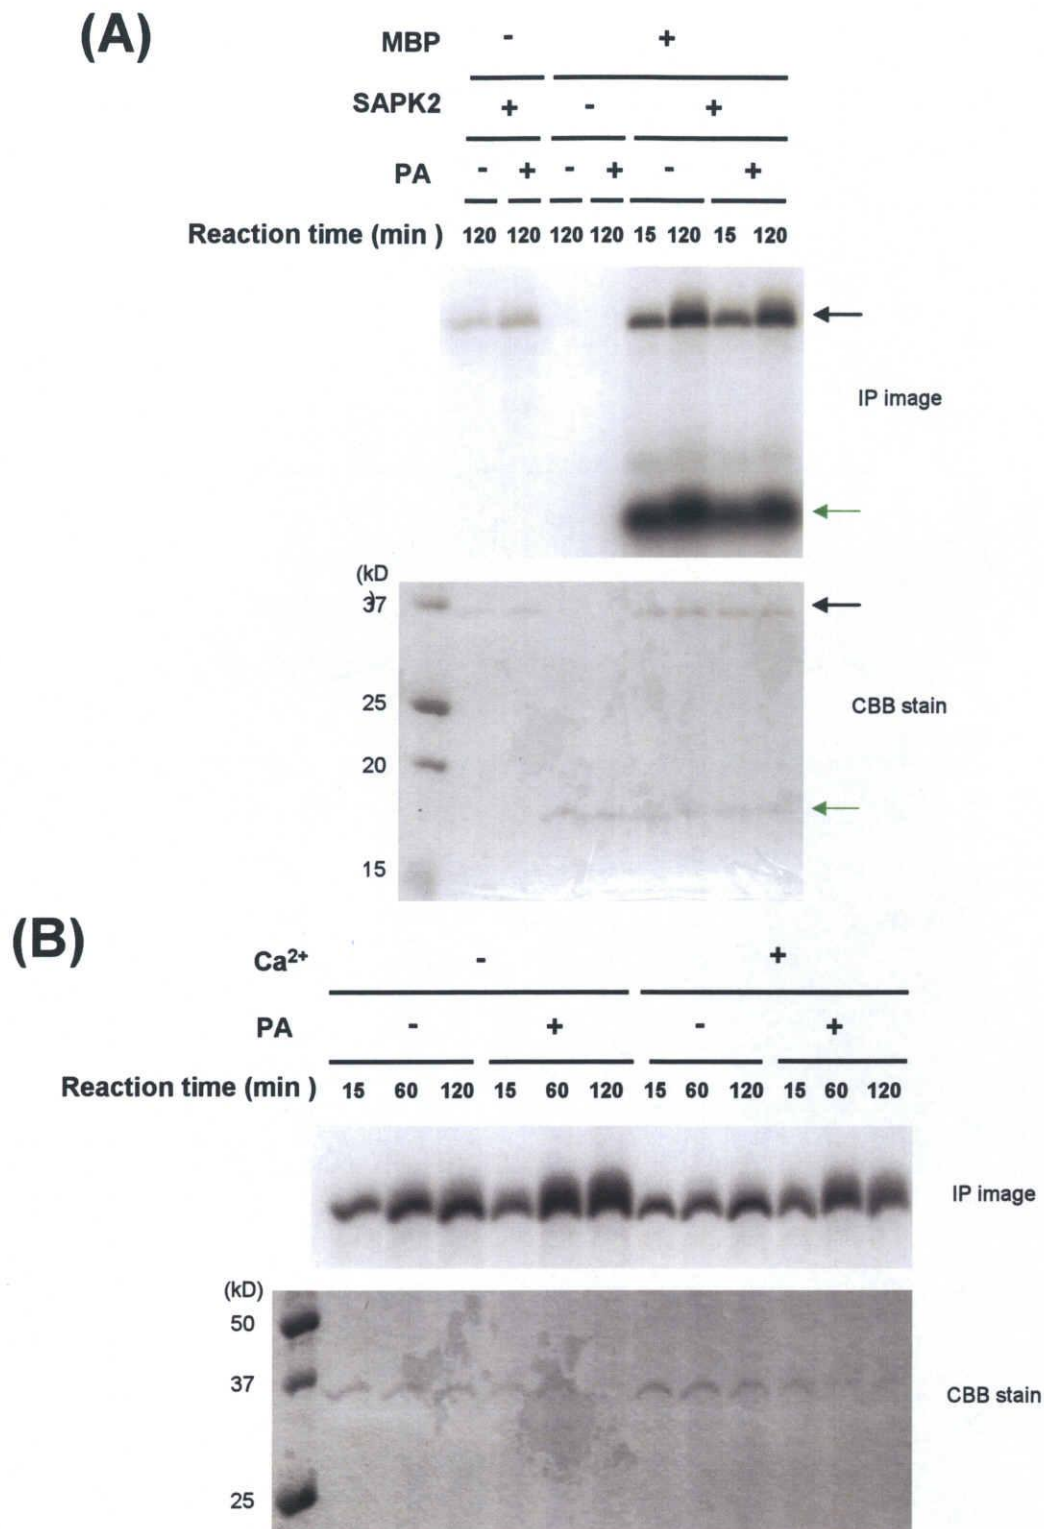 (A)
MBP - +
SAPK2 + - +
PA - + - + - +
Reaction time (min ) 120 120 120 120 15 120 15 120
IP image
(kD
)
37
25
CBB stain
20
15
(B)
Ca2+ - +
PA - + - +
Reaction time (min ) 15 60 120 15 60 120 15 60 120 15 60 120
IP image
(kD)
50
37
CBB stain
25